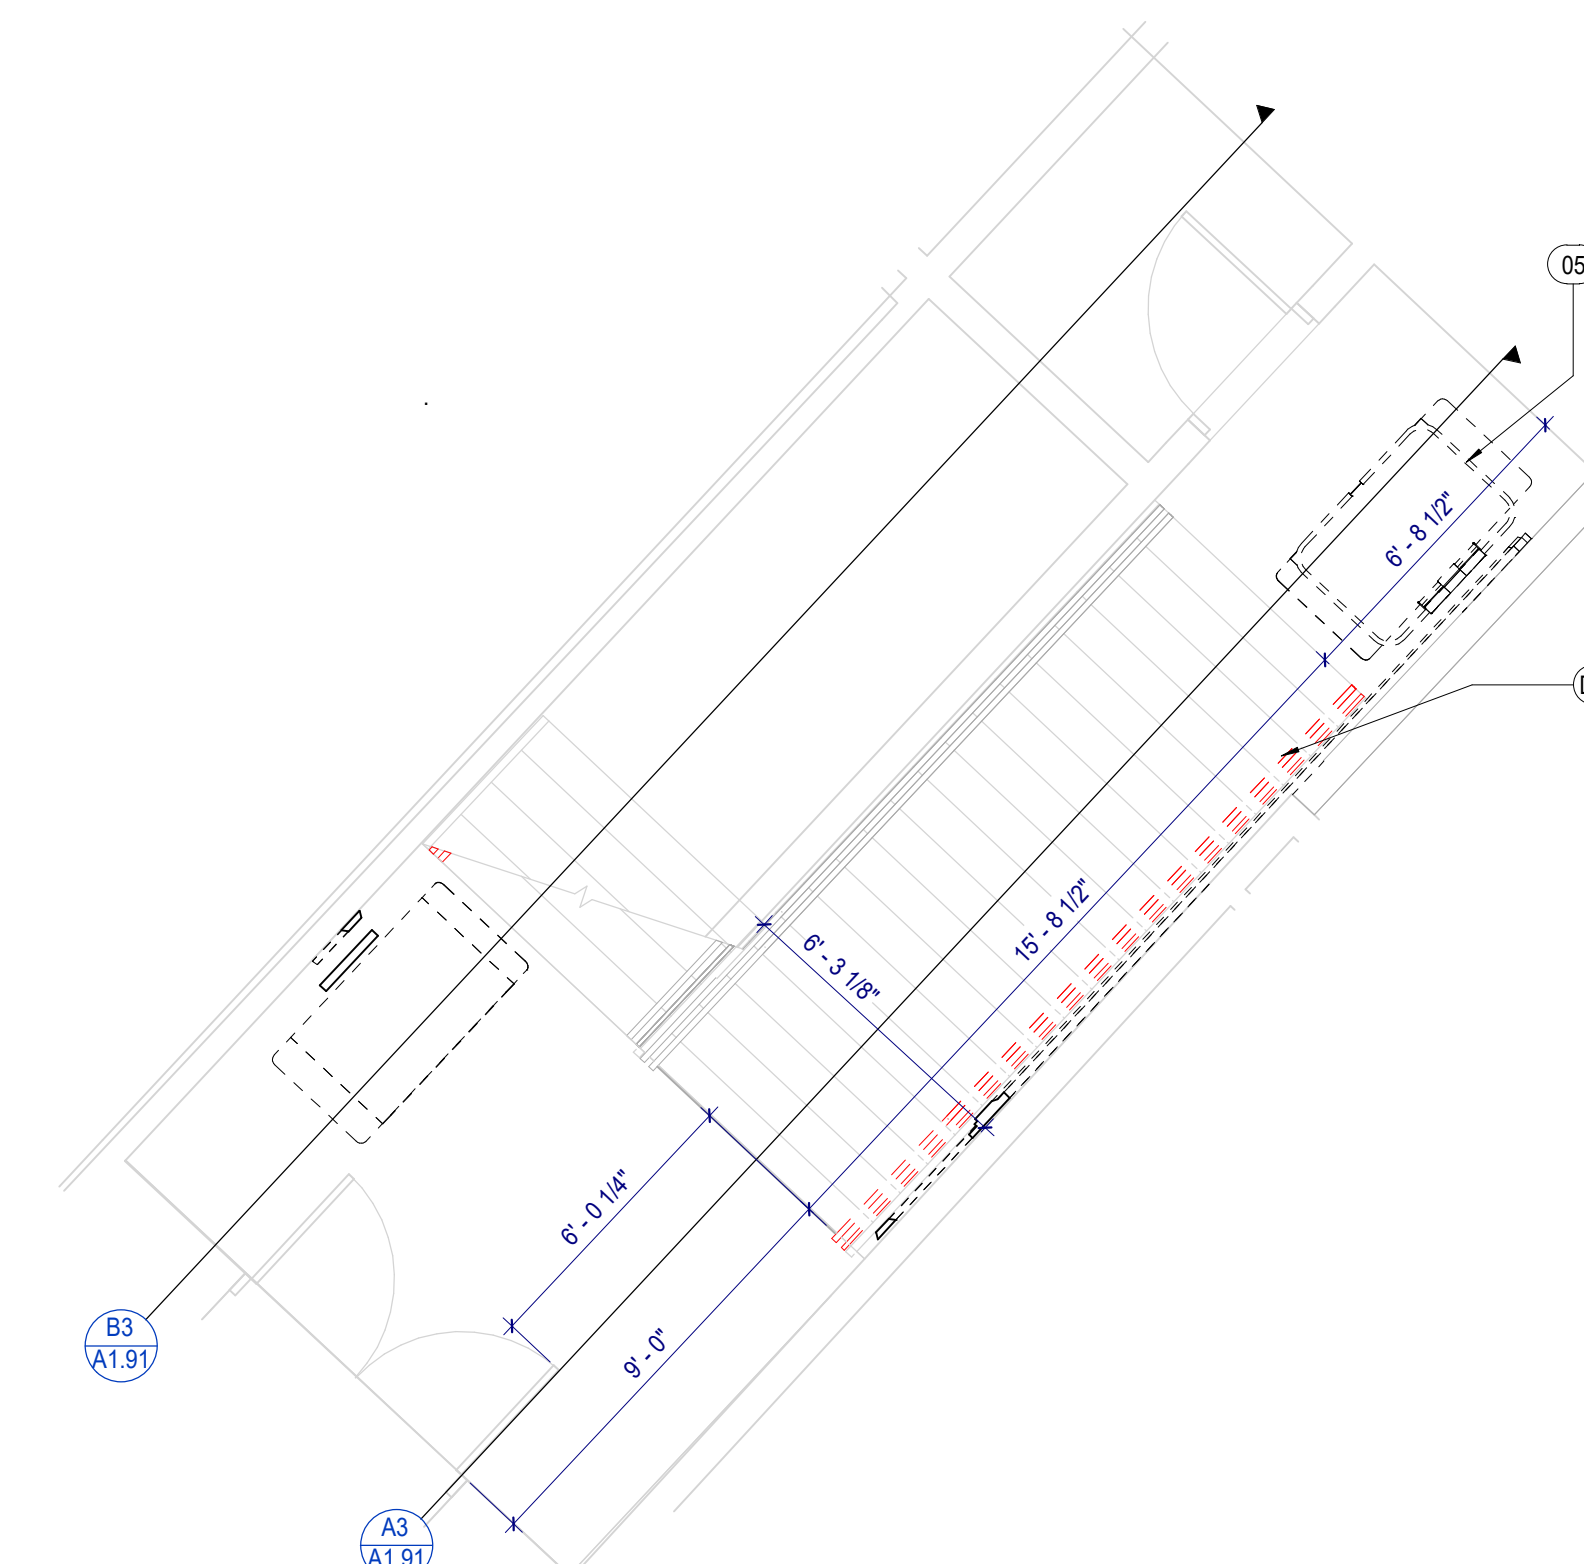 05
6' - 8 1/2"
D
15' - 8 1/2"
6' - 3 1/8"
6' - 0 1/4"
9' - 0"
B3
A1.91
A3
A1.91